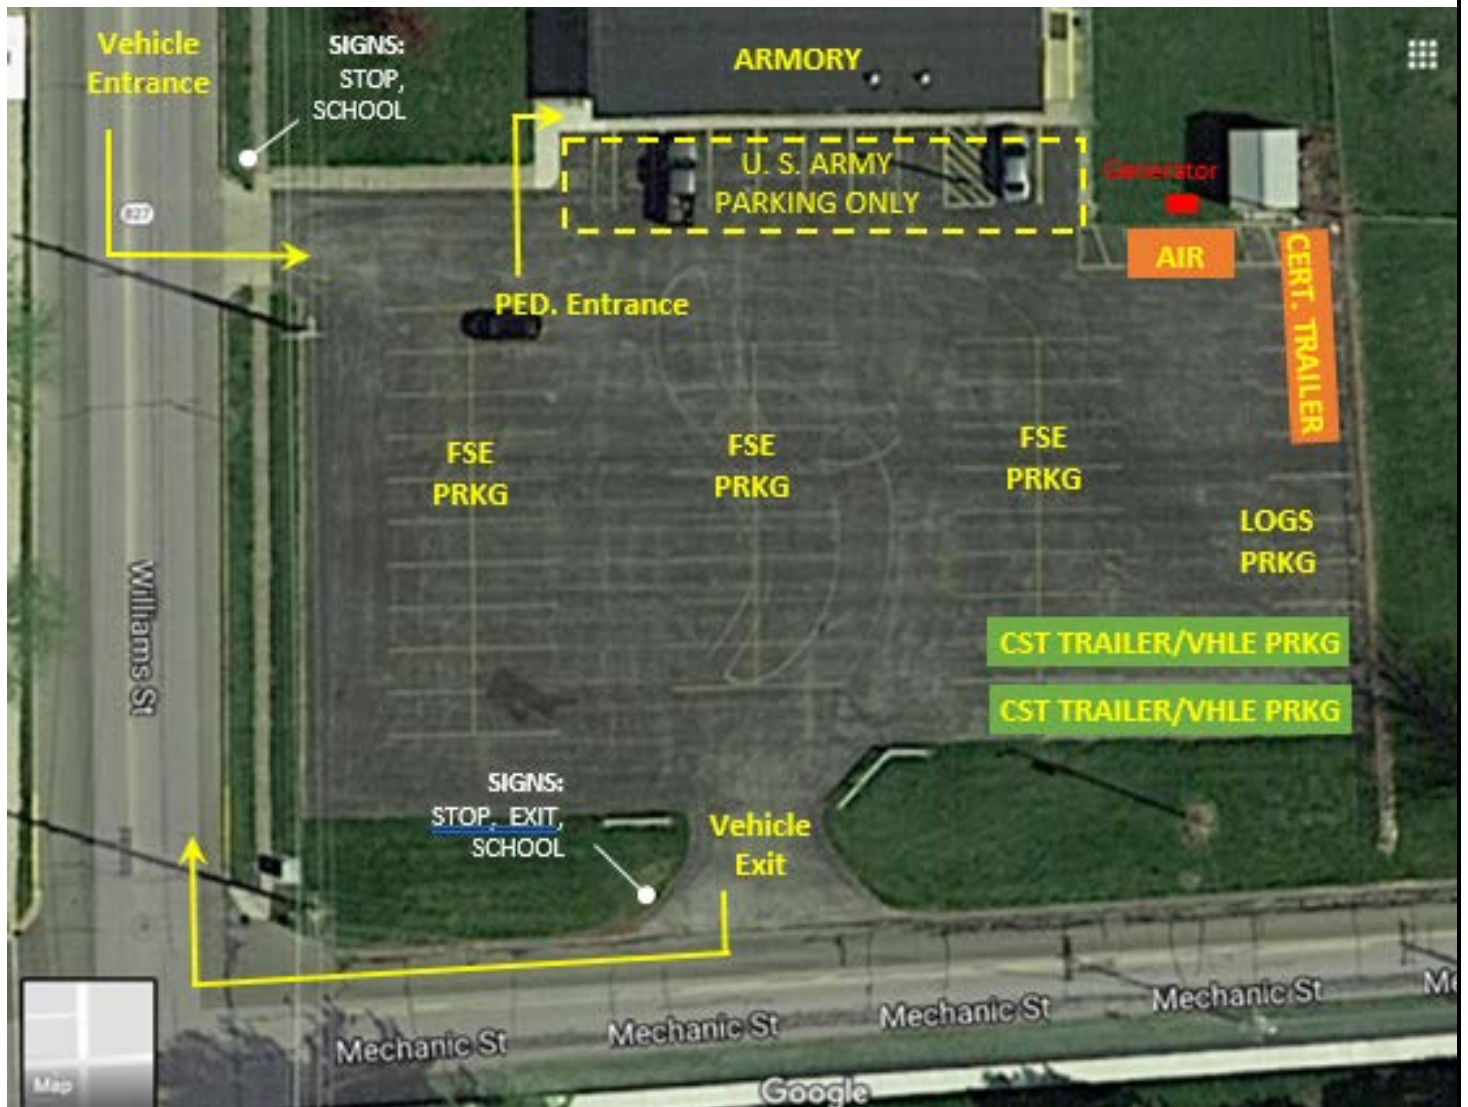 Vehicle
Entrance
SIGNS:
STOP,
SCHOOL
ARMORY
U. S. ARMY
PARKING ONLY
Generator
AIR
CERT. TRAILER
827
PED. Entrance
FSE
PRKG
FSE
PRKG
FSE
PRKG
LOGS
PRKG
Williams St
CST TRAILER/VHLE PRKG
CST TRAILER/VHLE PRKG
SIGNS:
STOP, EXIT,
SCHOOL
Vehicle
Exit
Mechanic St
Mechanic St
Mechanic St
Mechanic St
Me
Map
Google